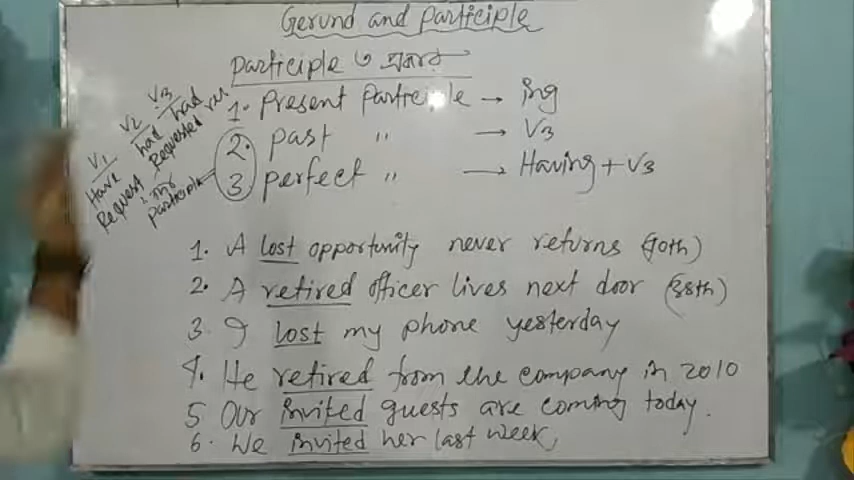 Gerund and participle
participle ৩ প্রকার
1. present participle → ing
2. past " → V3
3. perfect " → Having + V3
V1 V2 V3
Have had had
Request Requested
participle
1. A lost opportunity never returns (40th)
2. A retired officer lives next door (38th)
3. I lost my phone yesterday
4. He retired from the company in 2010
5 Our invited guests are coming today.
6. We invited her last week,